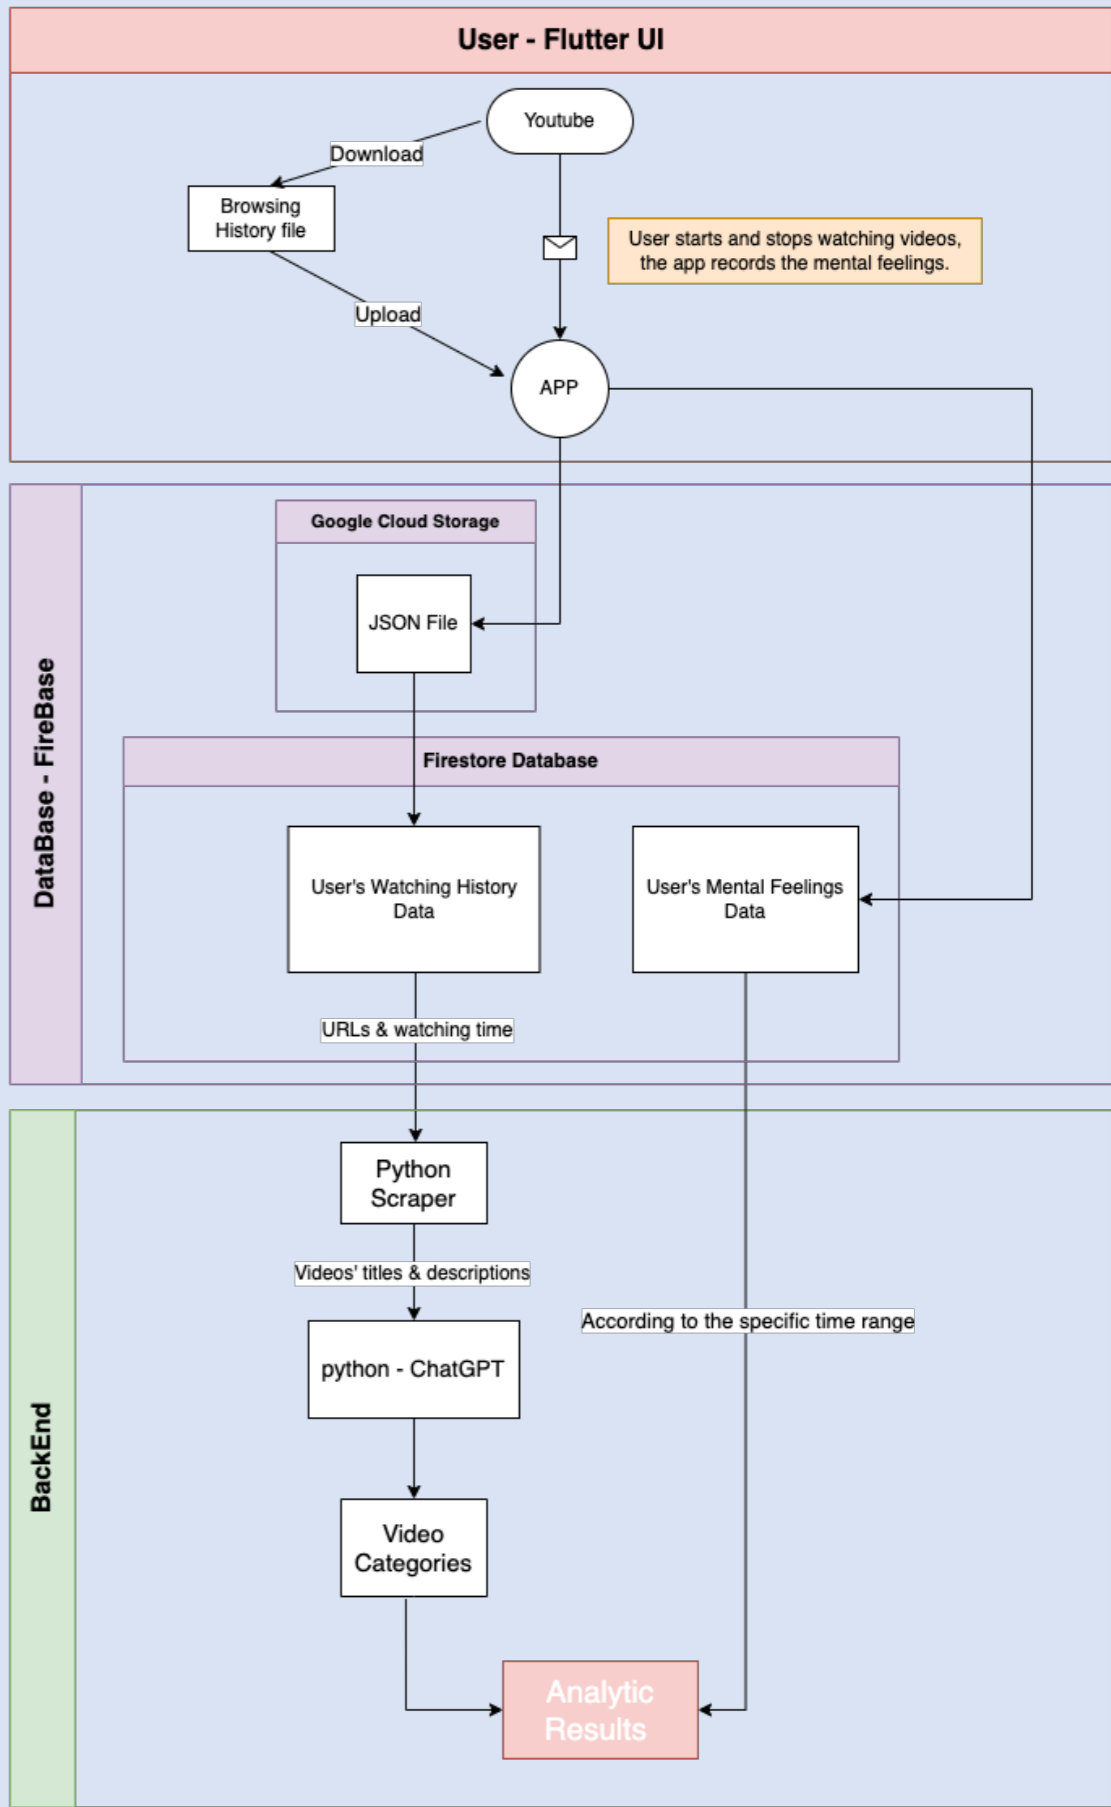 User - Flutter UI
Youtube
Download
Browsing
History file
User starts and stops watching videos,
the app records the mental feelings.
Upload
APP
DataBase - FireBase
Google Cloud Storage
JSON File
Firestore Database
User's Watching History
Data
User's Mental Feelings
Data
URLs & watching time
BackEnd
Python
Scraper
Videos' titles & descriptions
According to the specific time range
python - ChatGPT
Video
Categories
Analytic
Results